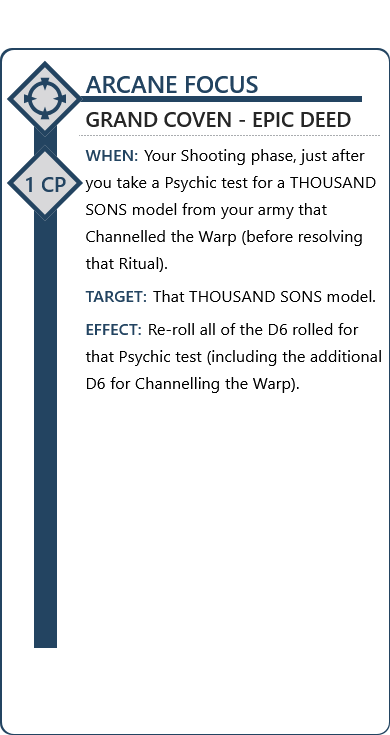 ARCANE FOCUS
GRAND COVEN - EPIC DEED
1 CP
WHEN: Your Shooting phase, just after
you take a Psychic test for a THOUSAND
SONS model from your army that
Channelled the Warp (before resolving
that Ritual).
TARGET: That THOUSAND SONS model.
EFFECT: Re-roll all of the D6 rolled for
that Psychic test (including the additional
D6 for Channelling the Warp).